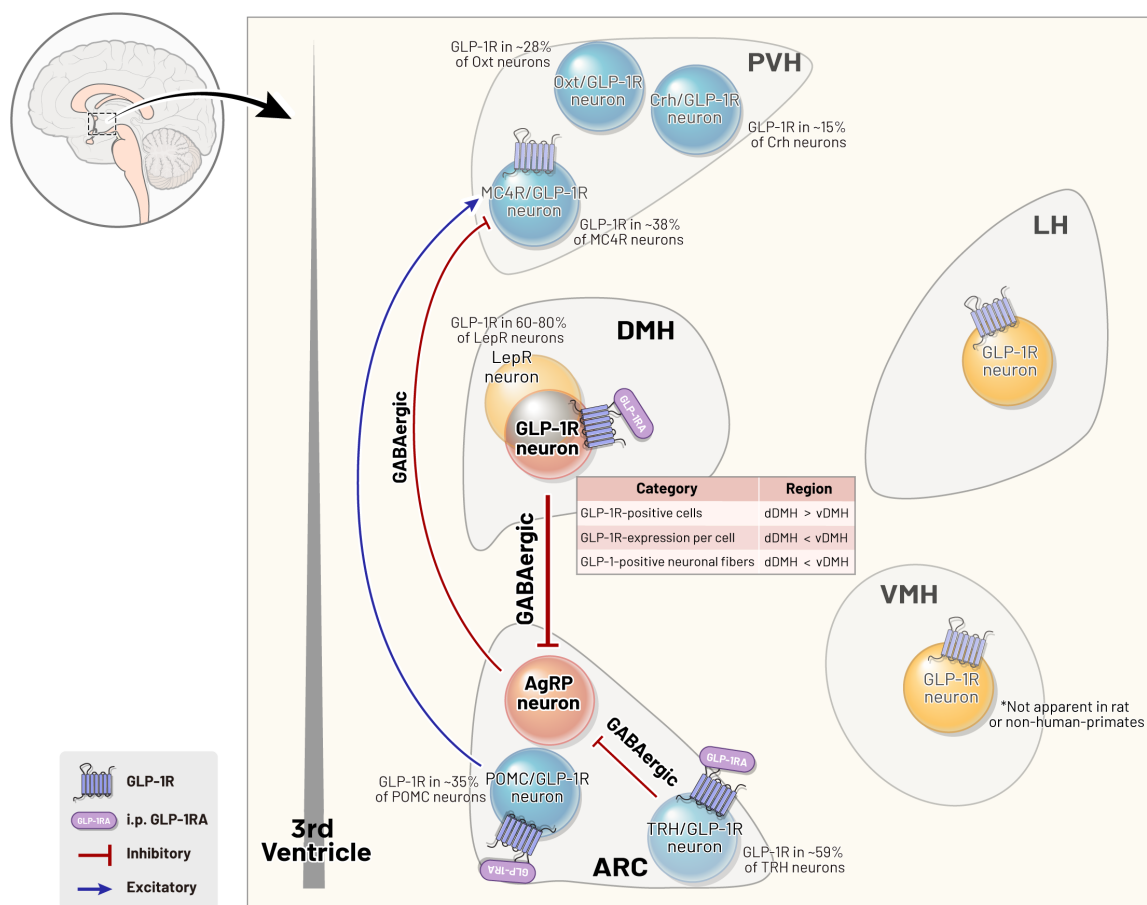 GLP-1R in ~28%
of Oxt neurons
Oxt/GLP-1R
neuron
PVH
Crh/GLP-1R
neuron
GLP-1R in ~15%
of Crh neurons
MC4R/GLP-1R
neuron
GLP-1R in ~38%
of MC4R neurons
LH
GLP-1R
neuron
GLP-1R in 60-80%
of LepR neurons
DMH
LepR
neuron
GLP-1RA
GLP-1R
neuron
GABAergic
Category Region
GLP-1R-positive cells dDMH > vDMH
GLP-1R-expression per cell dDMH < vDMH
GLP-1-positive neuronal fibers dDMH < vDMH
GABAergic
VMH
GLP-1R
neuron
*Not apparent in rat
or non-human-primates
AgRP
neuron
GABAergic
GLP-1RA
GLP-1R in ~35%
of POMC neurons
POMC/GLP-1R
neuron
GLP-1RA
TRH/GLP-1R
neuron
GLP-1R in ~59%
of TRH neurons
ARC
3rd
Ventricle
GLP-1R
GLP-1RA i.p. GLP-1RA
Inhibitory
Excitatory